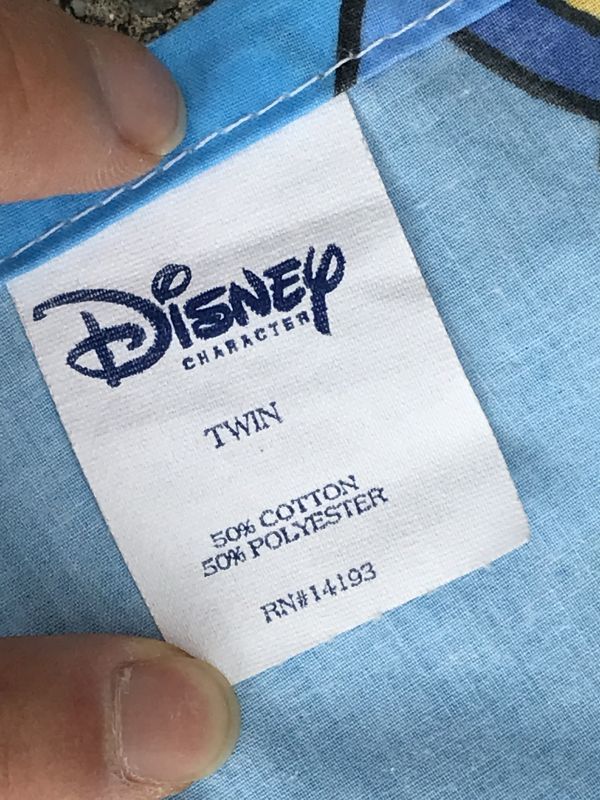 Disney
CHARACTER
TWIN
50% COTTON
50% POLYESTER
RN#14193